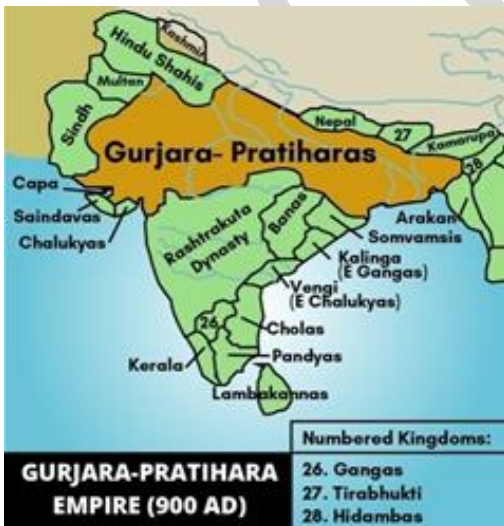 Kashmir
Hindu Shahis
Multan
Sindh
Nepal
27
Kamarupa
28
Gurjara- Pratiharas
Capa
Saindavas
Chalukyas
Rashtrakuta
Dynasty
Banas
Arakan
Somvamsis
Kalinga
(E Gangas)
Vengi
(E Chalukyas)
26
Cholas
Kerala
Pandyas
Lambakannas
GURJARA-PRATIHARA
EMPIRE (900 AD)
Numbered Kingdoms:
26. Gangas
27. Tirabhukti
28. Hidambas